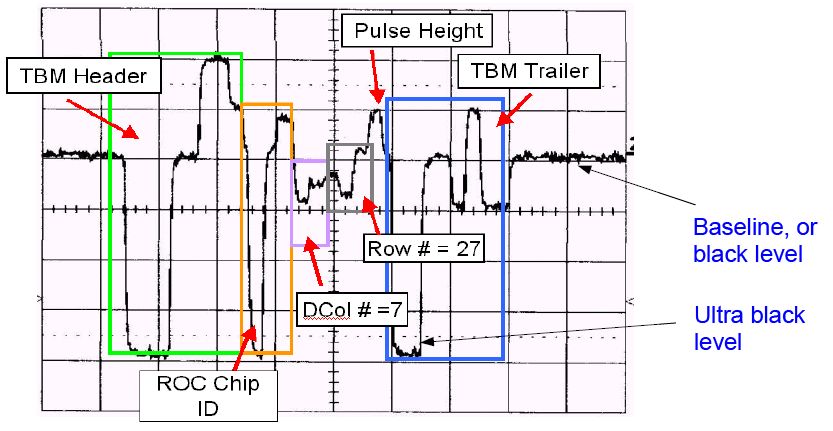 Pulse Height
TBM Header
TBM Trailer
Row # = 27
Baseline, or
black level
DCol # =7
Ultra black
level
ROC Chip
ID